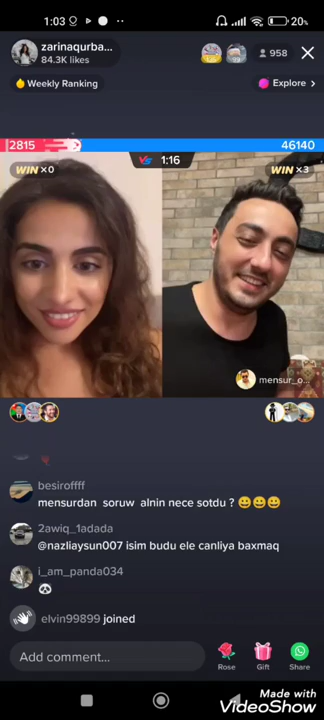 1:03
20%
zarinaqurba...
84.3K likes
958
Weekly Ranking
Explore
2815
46140
WIN ×0
VS 1:16
WIN ×3
mensur_o...
besiroffff
mensurdan soruw alnin nece sotdu ? 😀😀😀
2awiq_1adada
@nazliaysun007 isim budu ele canliya baxmaq
i_am_panda034
🐼
elvin99899 joined
Add comment...
Rose
Gift
Share
Made with
VideoShow